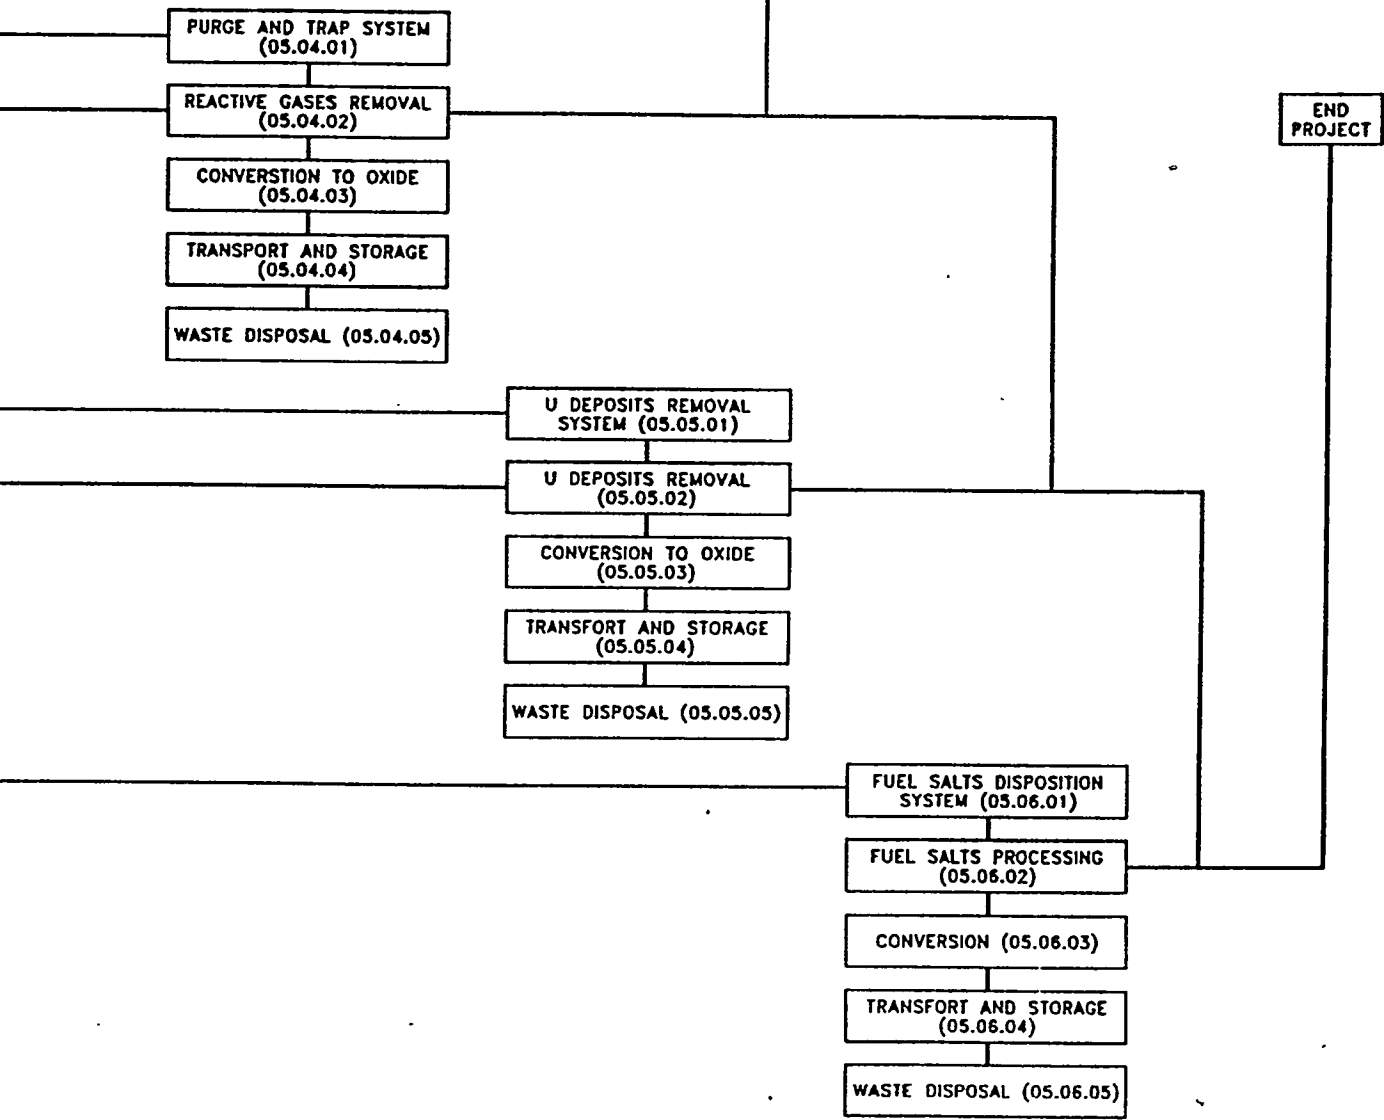 PURGE AND TRAP SYSTEM
(05.04.01)
REACTIVE GASES REMOVAL
(05.04.02)
END
PROJECT
CONVERSTION TO OXIDE
(05.04.03)
TRANSPORT AND STORAGE
(05.04.04)
WASTE DISPOSAL (05.04.05)
U DEPOSITS REMOVAL
SYSTEM (05.05.01)
U DEPOSITS REMOVAL
(05.05.02)
CONVERSION TO OXIDE
(05.05.03)
TRANSFORT AND STORAGE
(05.05.04)
WASTE DISPOSAL (05.05.05)
FUEL SALTS DISPOSITION
SYSTEM (05.06.01)
FUEL SALTS PROCESSING
(05.06.02)
CONVERSION (05.06.03)
TRANSFORT AND STORAGE
(05.06.04)
WASTE DISPOSAL (05.06.05)